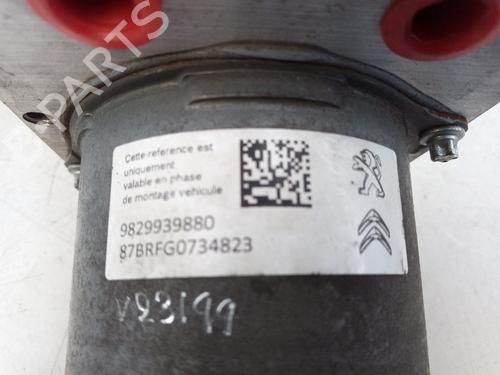 PARTS
Cette reference est
uniquement
valable en phase
de montage vehicule
9829939880
87BRFG0734823
V23199